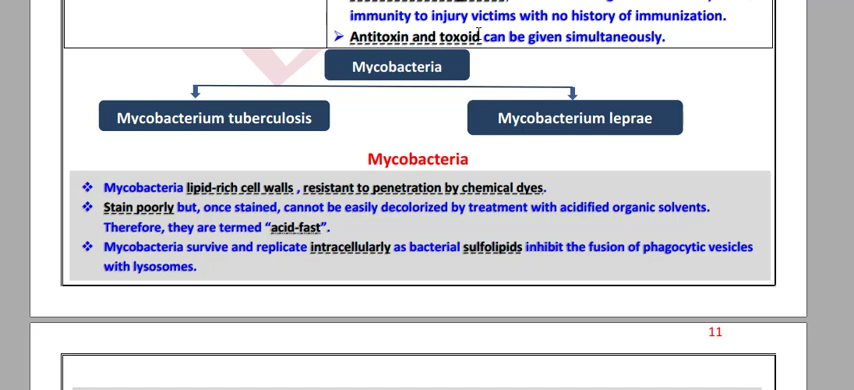 immunity to injury victims with no history of immunization.
➢ Antitoxin and toxoid can be given simultaneously.
Mycobacteria
Mycobacterium tuberculosis
Mycobacterium leprae
Mycobacteria
❖ Mycobacteria lipid-rich cell walls , resistant to penetration by chemical dyes.
❖ Stain poorly but, once stained, cannot be easily decolorized by treatment with acidified organic solvents.
Therefore, they are termed “acid-fast”.
❖ Mycobacteria survive and replicate intracellularly as bacterial sulfolipids inhibit the fusion of phagocytic vesicles
with lysosomes.
11